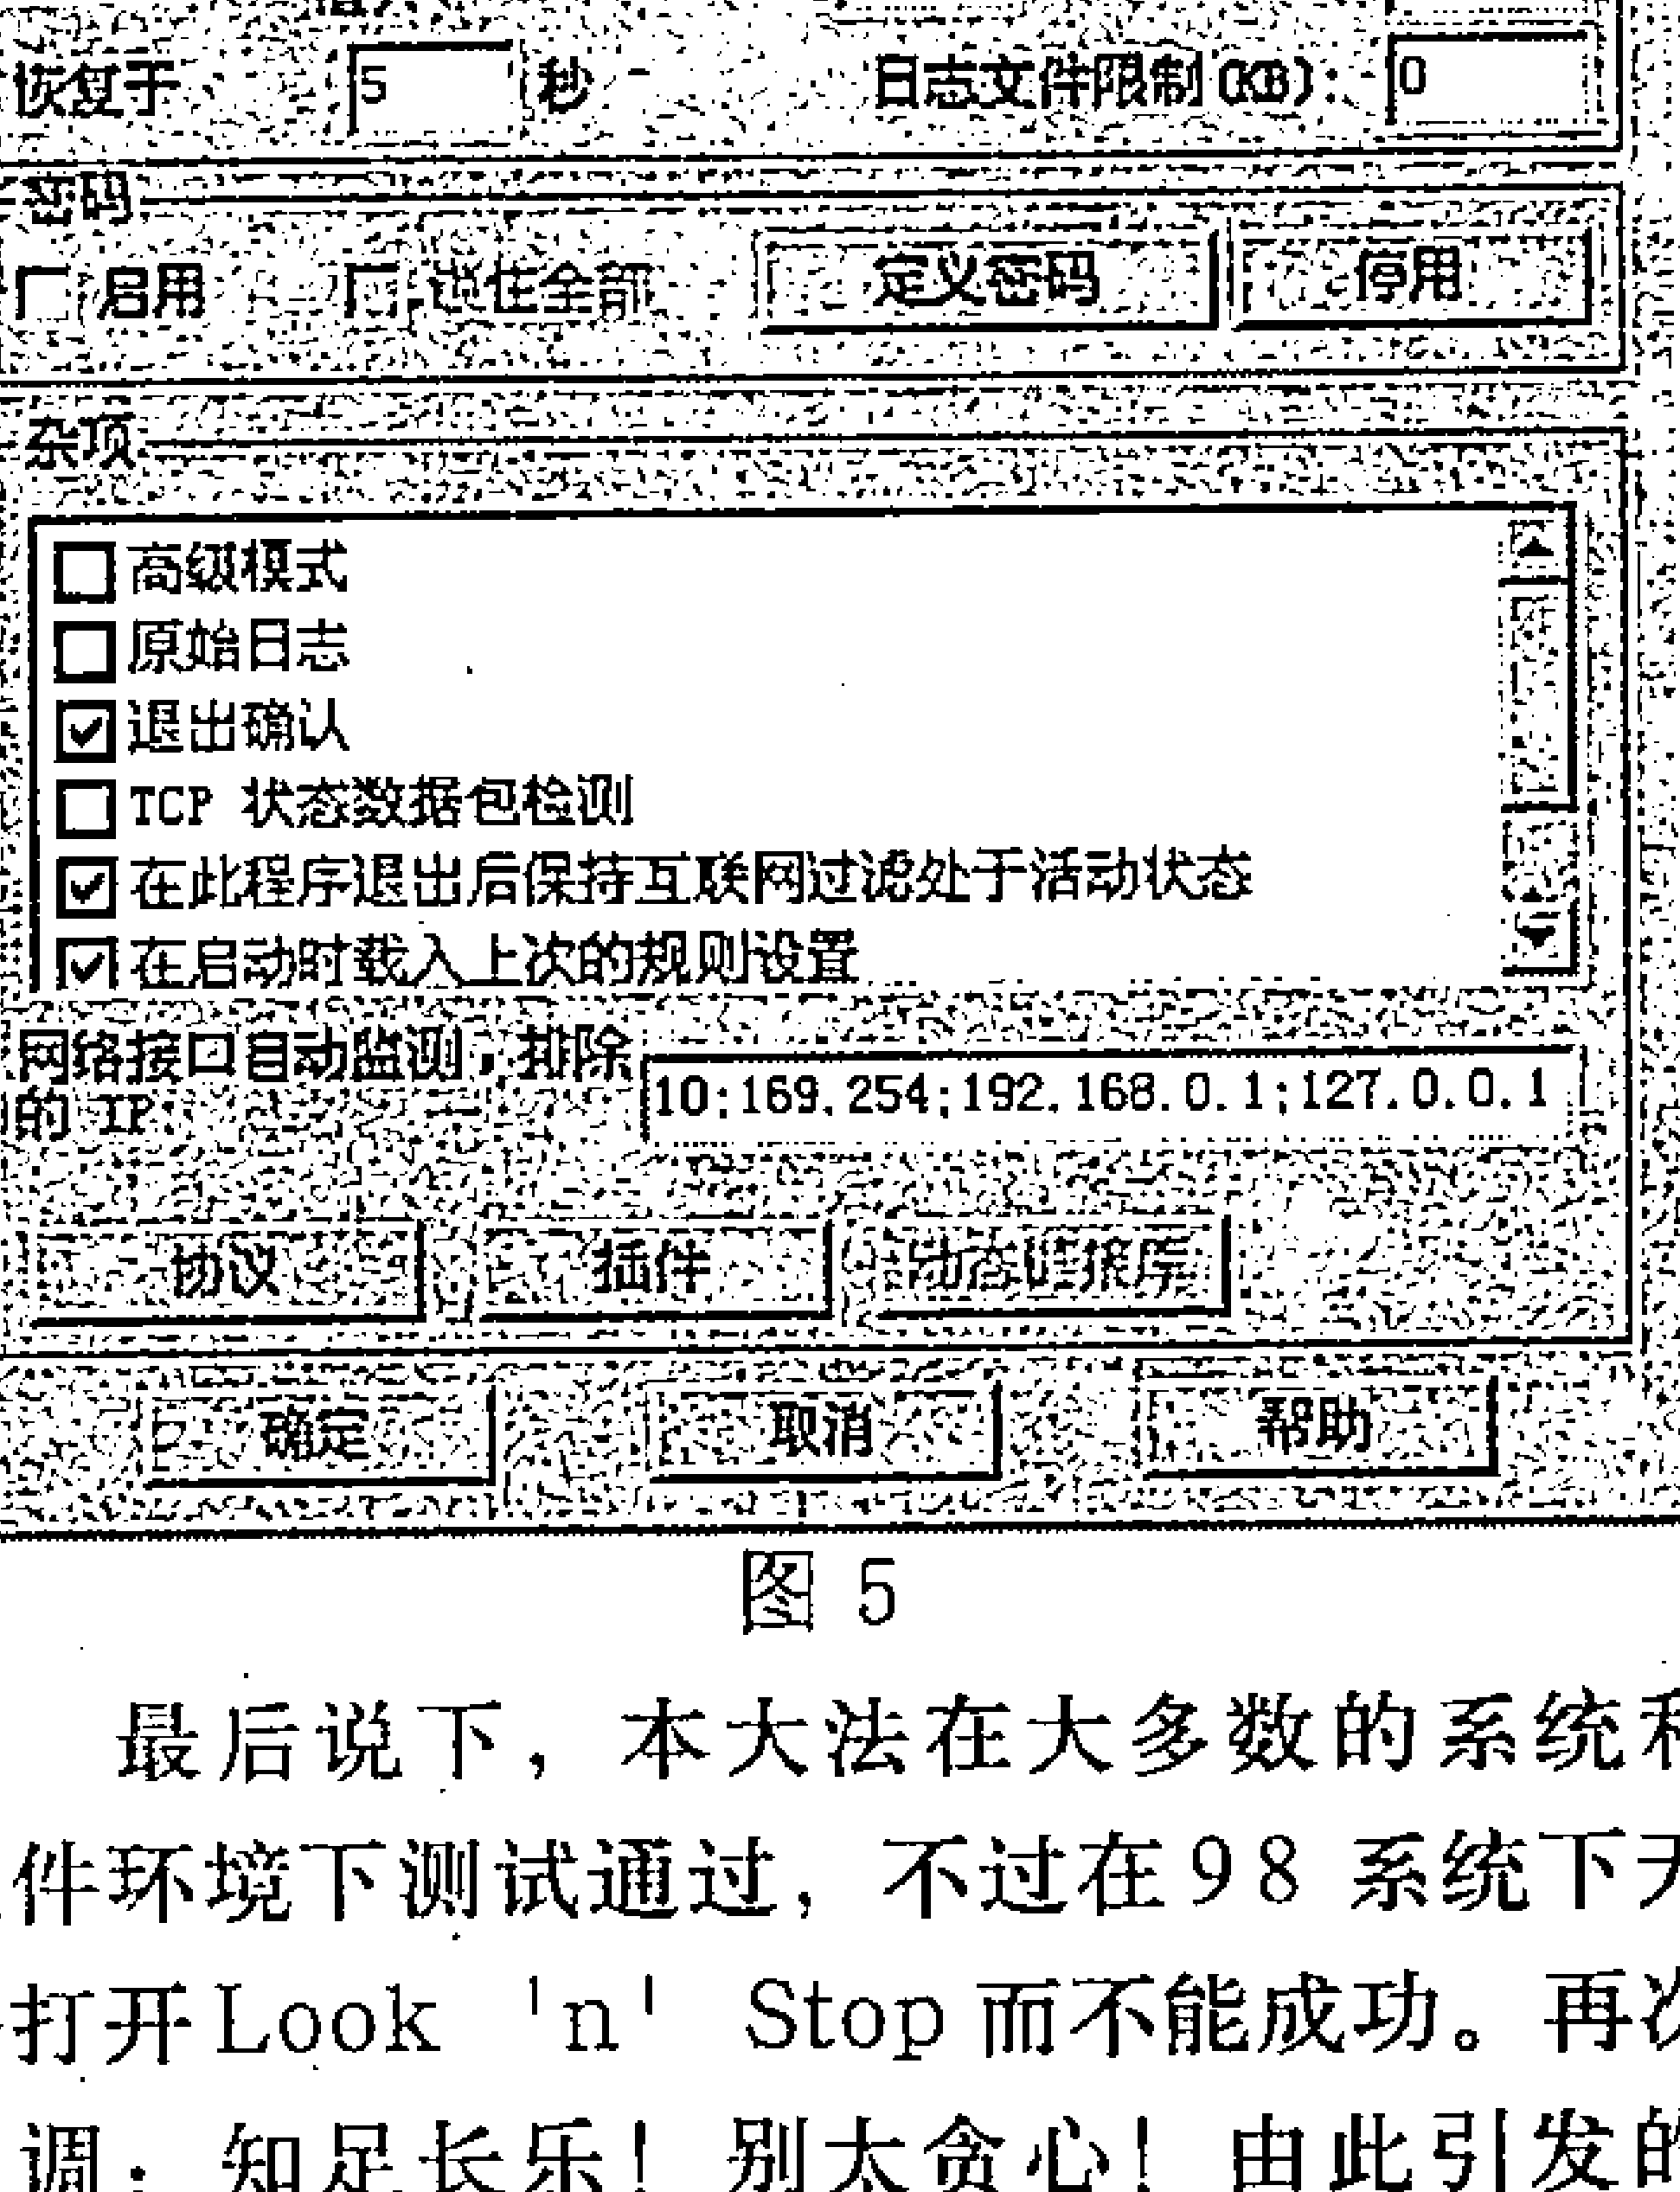 恢复于 5 秒 日志文件限制(KB): 0
密码
启用 全部 定义密码 停用
杂项
高级模式
原始日志
退出确认
TCP 状态数据包检测
在此程序退出后保持互联网过滤处于活动状态
在启动时载入上次的规则设置
网络接口自动监测，排除
的 IP: 10;169.254;192.168.0.1;127.0.0.1
协议 插件
确定 取消 帮助
图 5
最后说下，本大法在大多数的系统
件环境下测试通过，不过在98 系统下
打开Look 'n' Stop而不能成功。再
调：知足长乐！别太贪心！由此引发的